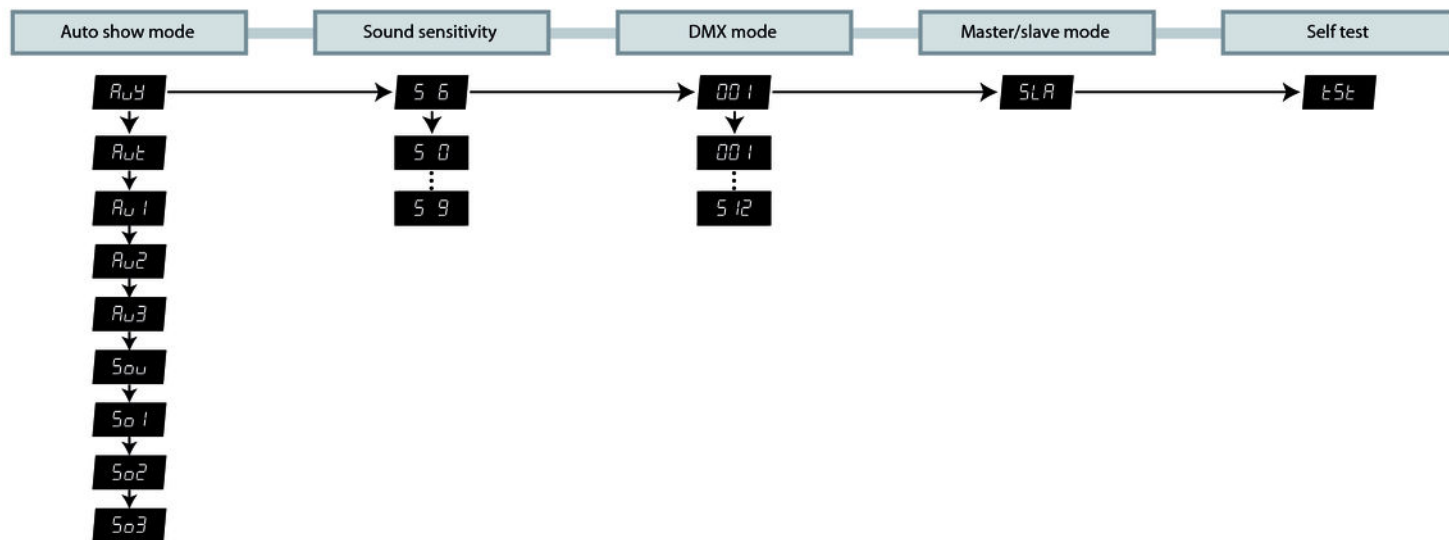 Auto show mode Sound sensitivity DMX mode Master/slave mode Self test
AuY S 6 001 SLA tSt
Aut S 0 001
Au1 S 9 512
Au2
Au3
Sou
So1
So2
So3